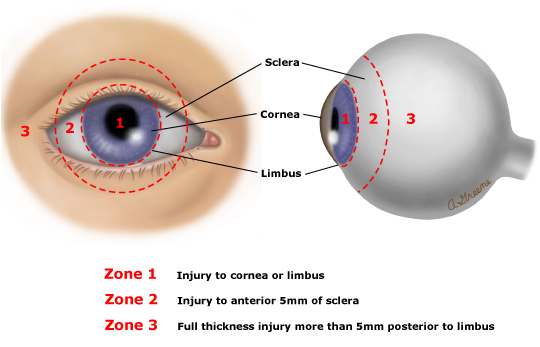 Sclera
Cornea
Limbus
3
2
1
1
2
3
A. Greene
Zone 1 Injury to cornea or limbus
Zone 2 Injury to anterior 5mm of sclera
Zone 3 Full thickness injury more than 5mm posterior to limbus